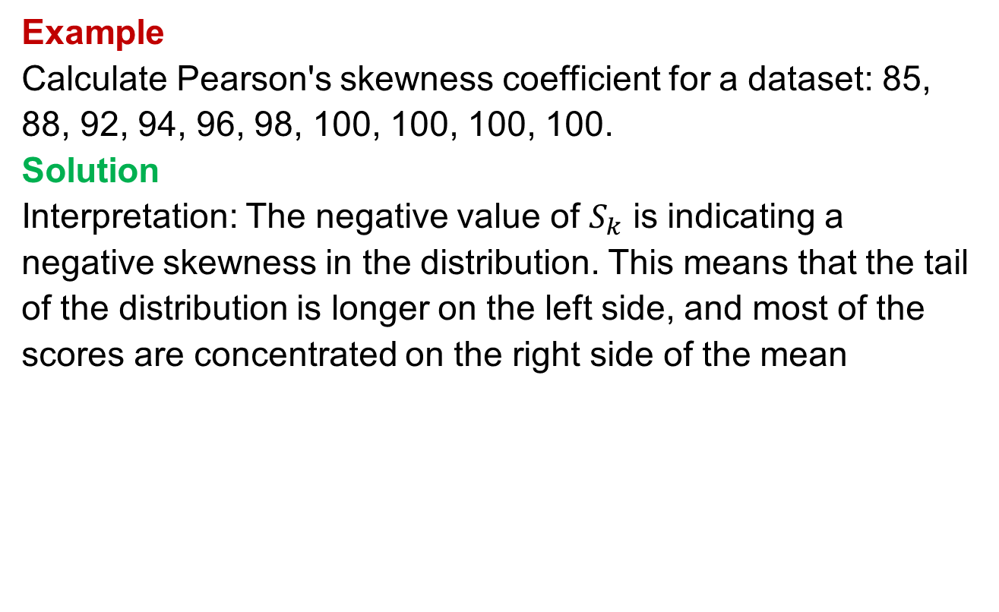 Example
Calculate Pearson's skewness coefficient for a dataset: 85,
88, 92, 94, 96, 98, 100, 100, 100, 100.
Solution
Interpretation: The negative value of 𝑆𝑘 is indicating a
negative skewness in the distribution. This means that the tail
of the distribution is longer on the left side, and most of the
scores are concentrated on the right side of the mean